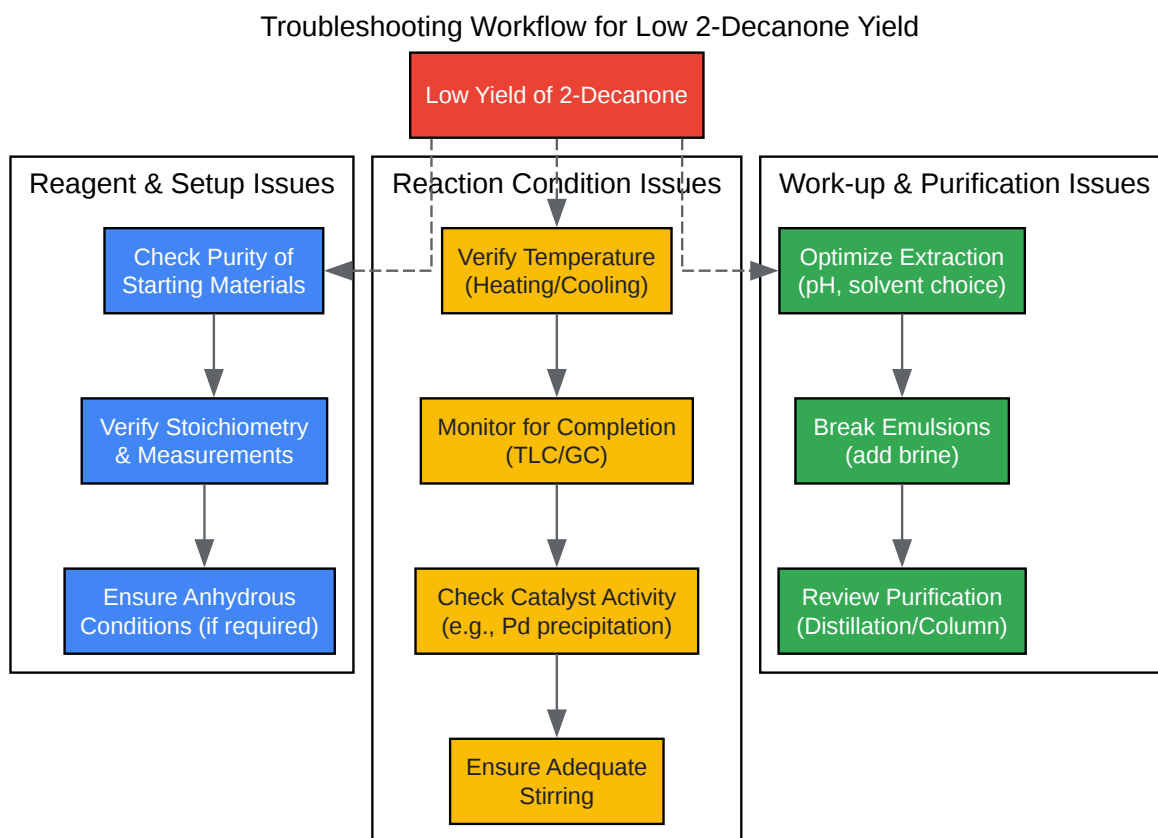 Troubleshooting Workflow for Low 2-Decanone Yield
Low Yield of 2-Decanone
Reagent & Setup Issues
Check Purity of
Starting Materials
Verify Stoichiometry
& Measurements
Ensure Anhydrous
Conditions (if required)
Reaction Condition Issues
Verify Temperature
(Heating/Cooling)
Monitor for Completion
(TLC/GC)
Check Catalyst Activity
(e.g., Pd precipitation)
Ensure Adequate
Stirring
Work-up & Purification Issues
Optimize Extraction
(pH, solvent choice)
Break Emulsions
(add brine)
Review Purification
(Distillation/Column)